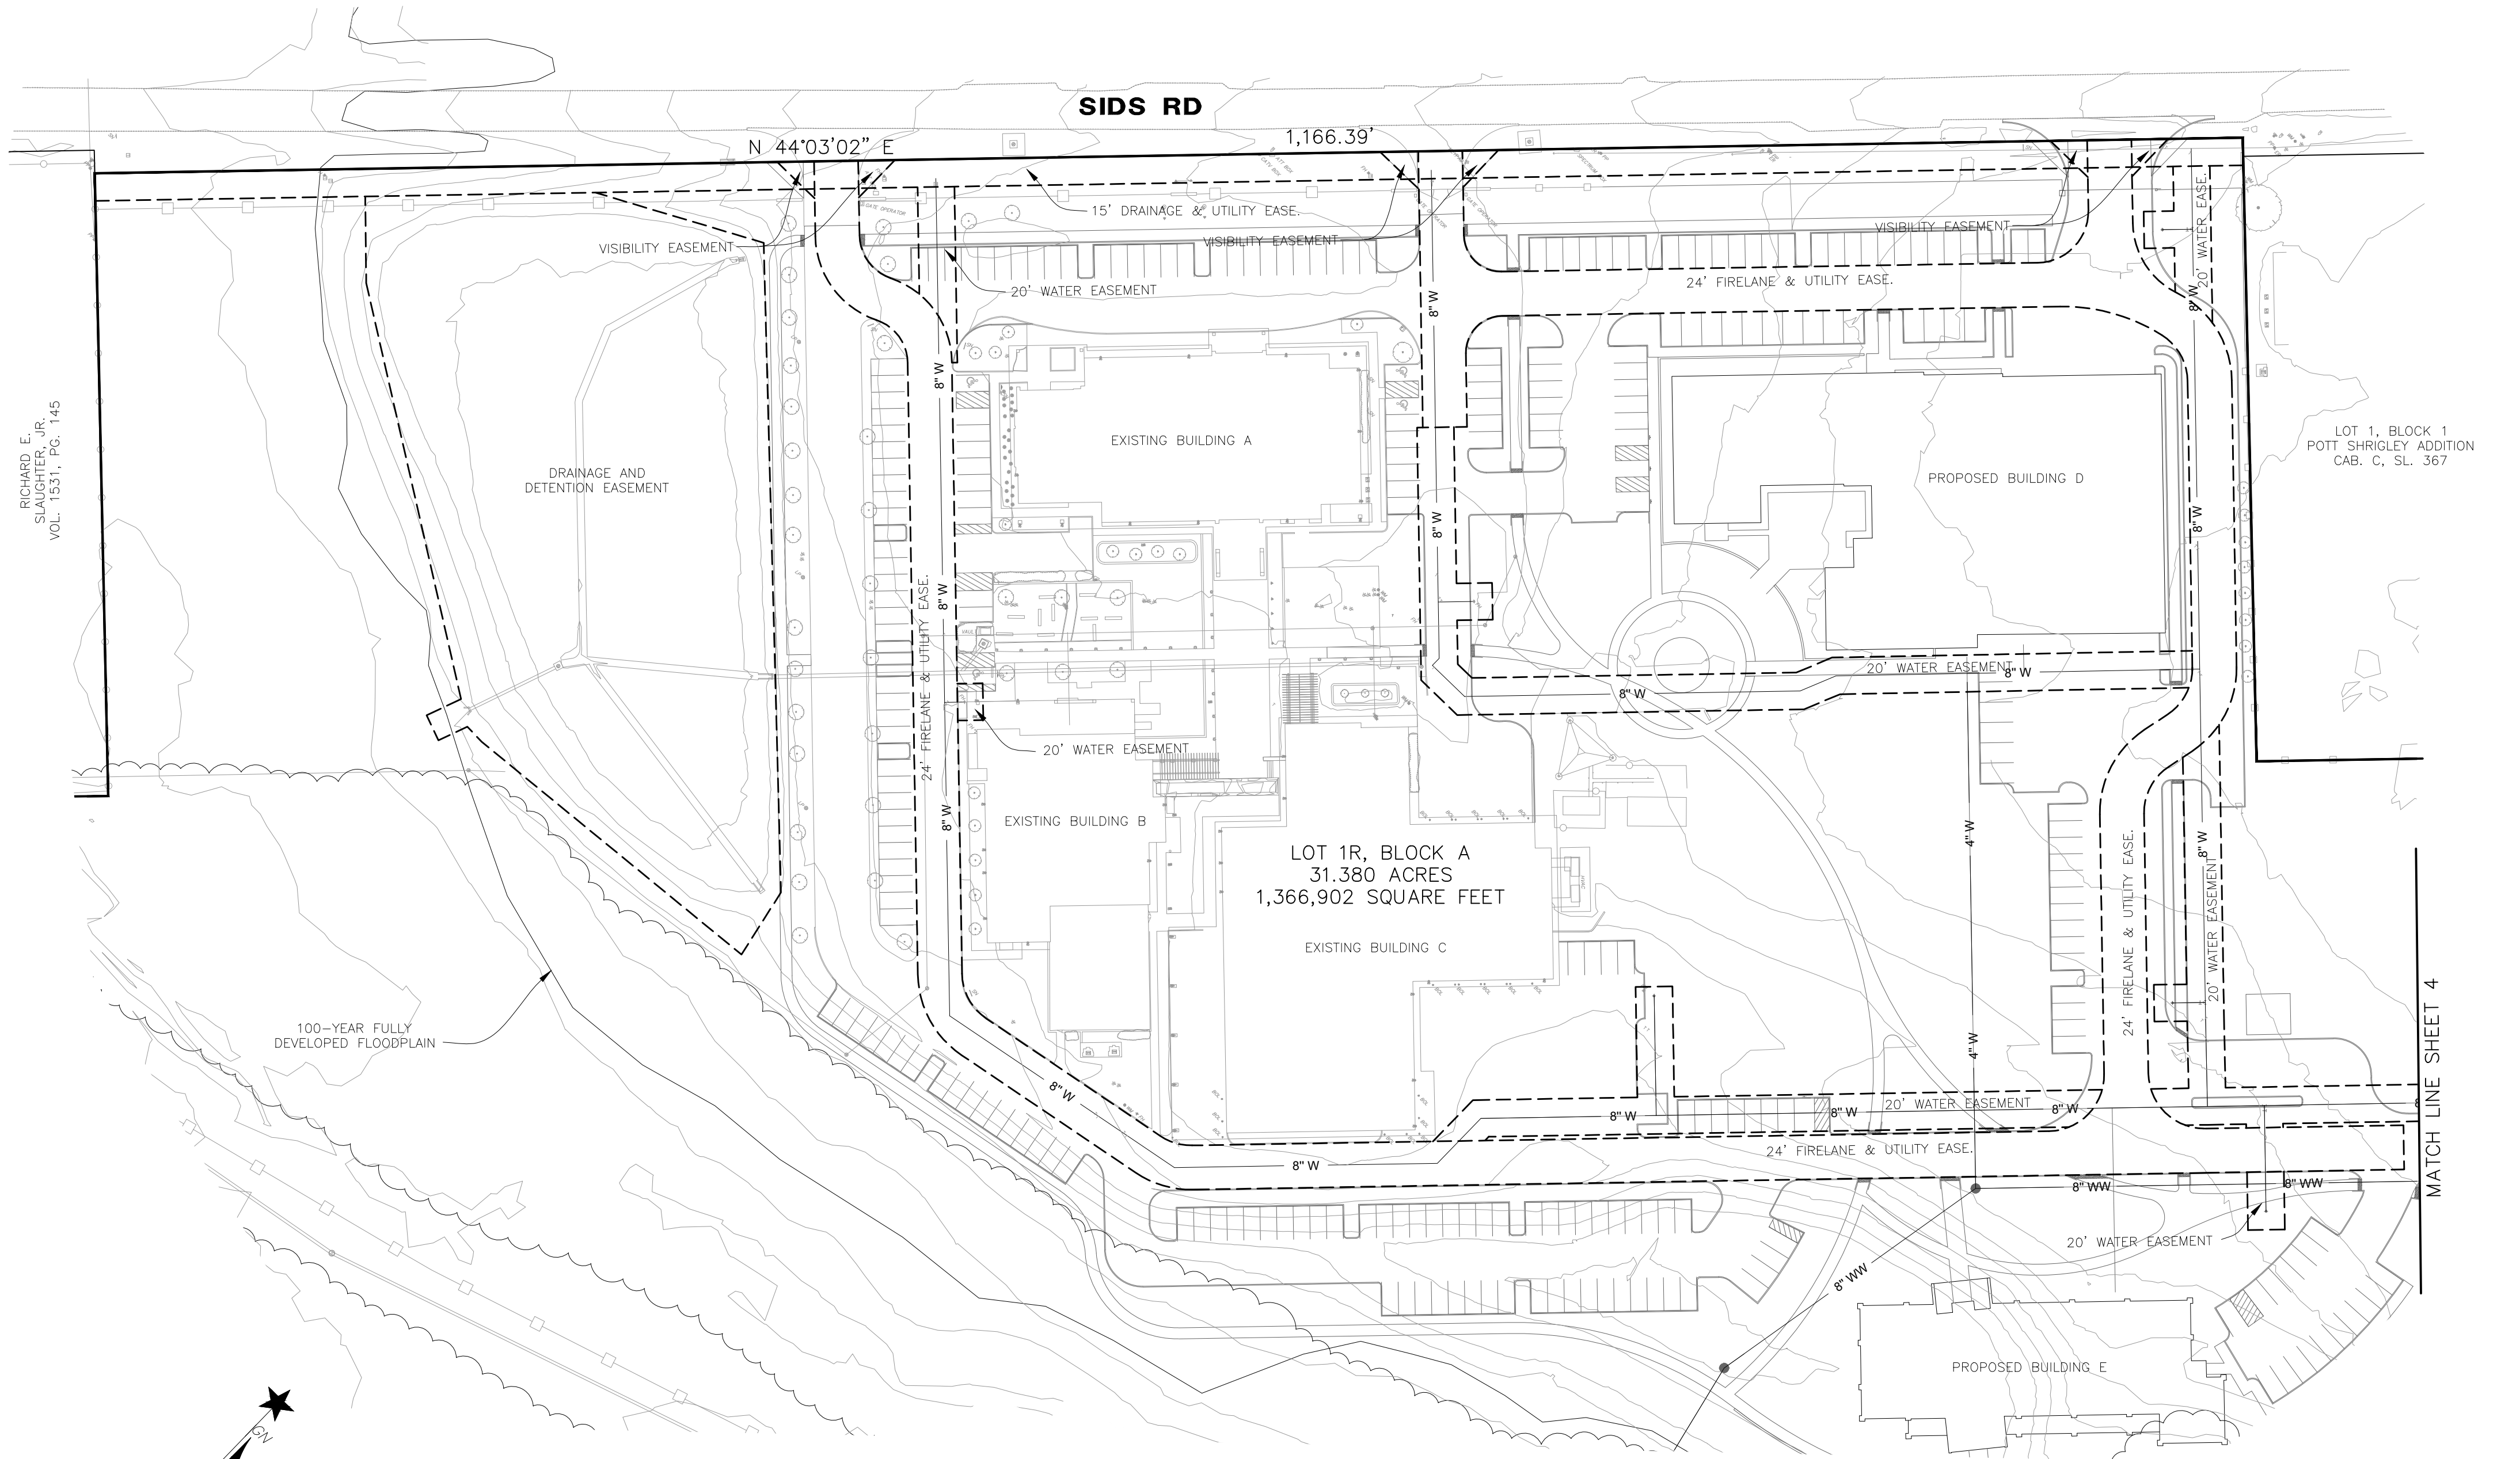 SIDS RD
N 44°03'02" E
1,166.39'
15' DRAINAGE & UTILITY EASE.
VISIBILITY EASEMENT
VISIBILITY EASEMENT
VISIBILITY EASEMENT
20' WATER EASE.
GATE OPERATOR
20' WATER EASEMENT
24' FIRELANE & UTILITY EASE.
8" W
8" W
8" W
RICHARD E.
SLAUGHTER, JR.
VOL. 1531, PG. 145
DRAINAGE AND
DETENTION EASEMENT
EXISTING BUILDING A
PROPOSED BUILDING D
LOT 1, BLOCK 1
POTT SHRIGLEY ADDITION
CAB. C, SL. 367
8" W
8" W
8" W
24' FIRELANE & UTILITY EASE.
20' WATER EASEMENT
8" W
8" W
20' WATER EASEMENT
8" W
EXISTING BUILDING B
4" W
8" W
LOT 1R, BLOCK A
31.380 ACRES
1,366,902 SQUARE FEET
EXISTING BUILDING C
24' FIRELANE & UTILITY EASE.
20' WATER EASEMENT
100-YEAR FULLY
DEVELOPED FLOODPLAIN
4" W
MATCH LINE SHEET 4
8" W
8" W
8" W
20' WATER EASEMENT
8" W
24' FIRELANE & UTILITY EASE.
8" W
8" WW
8" WW
20' WATER EASEMENT
8" WW
PROPOSED BUILDING E
GN